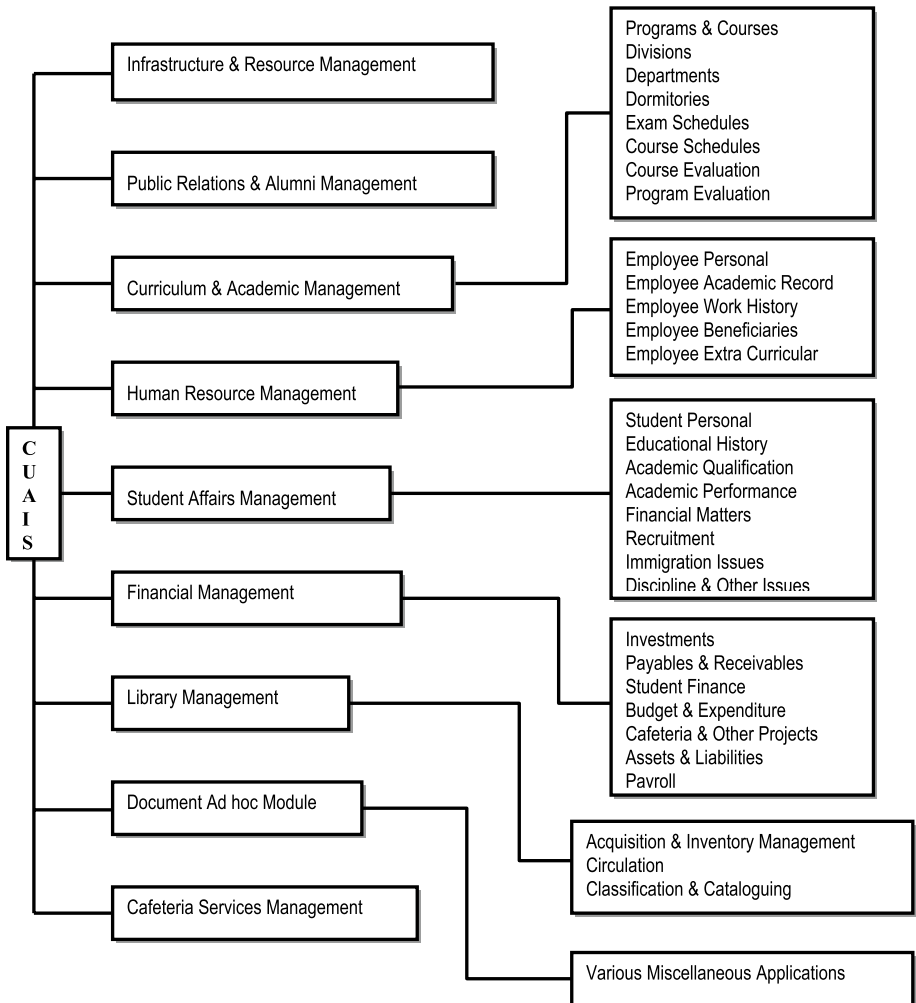 Infrastructure & Resource Management
Public Relations & Alumni Management
Curriculum & Academic Management
Human Resource Management
C
U
A
I
S
Student Affairs Management
Financial Management
Library Management
Document Ad hoc Module
Cafeteria Services Management
Programs & Courses
Divisions
Departments
Dormitories
Exam Schedules
Course Schedules
Course Evaluation
Program Evaluation
Employee Personal
Employee Academic Record
Employee Work History
Employee Beneficiaries
Employee Extra Curricular
Student Personal
Educational History
Academic Qualification
Academic Performance
Financial Matters
Recruitment
Immigration Issues
Discipline & Other Issues
Investments
Payables & Receivables
Student Finance
Budget & Expenditure
Cafeteria & Other Projects
Assets & Liabilities
Payroll
Acquisition & Inventory Management
Circulation
Classification & Cataloguing
Various Miscellaneous Applications